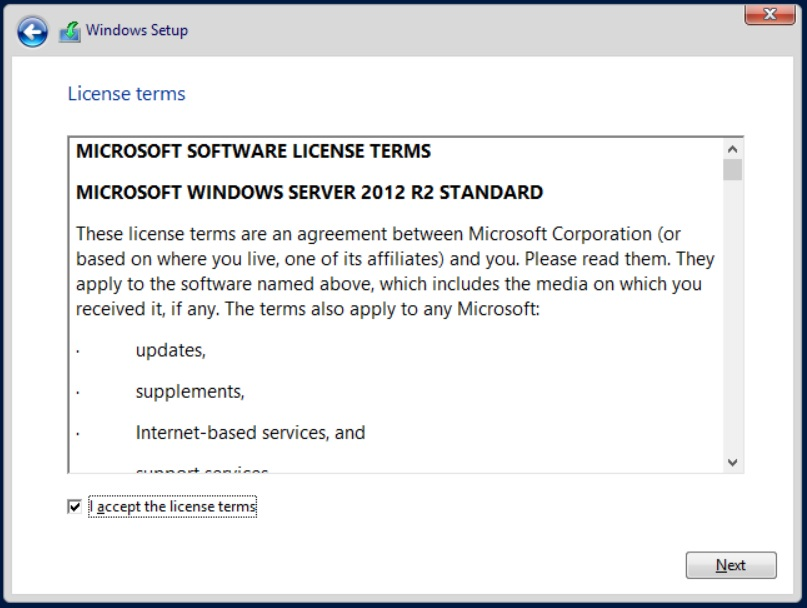 Windows Setup
License terms
MICROSOFT SOFTWARE LICENSE TERMS
MICROSOFT WINDOWS SERVER 2012 R2 STANDARD
These license terms are an agreement between Microsoft Corporation (or
based on where you live, one of its affiliates) and you. Please read them. They
apply to the software named above, which includes the media on which you
received it, if any. The terms also apply to any Microsoft:
· updates,
· supplements,
· Internet-based services, and
support services
I accept the license terms
Next